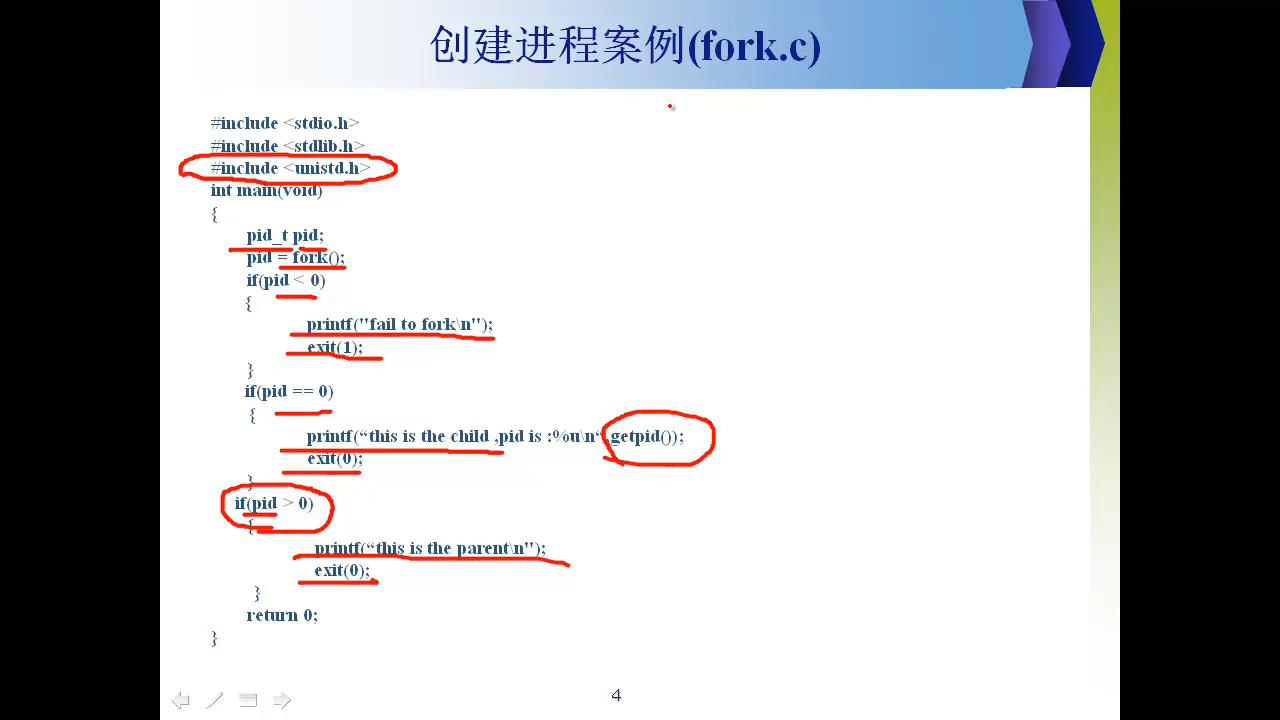 创建进程案例(fork.c)
#include <stdio.h>
#include <stdlib.h>
#include <unistd.h>
int main(void)
{
pid_t pid;
pid = fork();
if(pid < 0)
{
printf("fail to fork\n");
exit(1);
}
if(pid == 0)
{
printf(“this is the child ,pid is :%u\n“,getpid());
exit(0);
}
if(pid > 0)
{
printf(“this is the parent\n");
exit(0);
}
return 0;
}
4